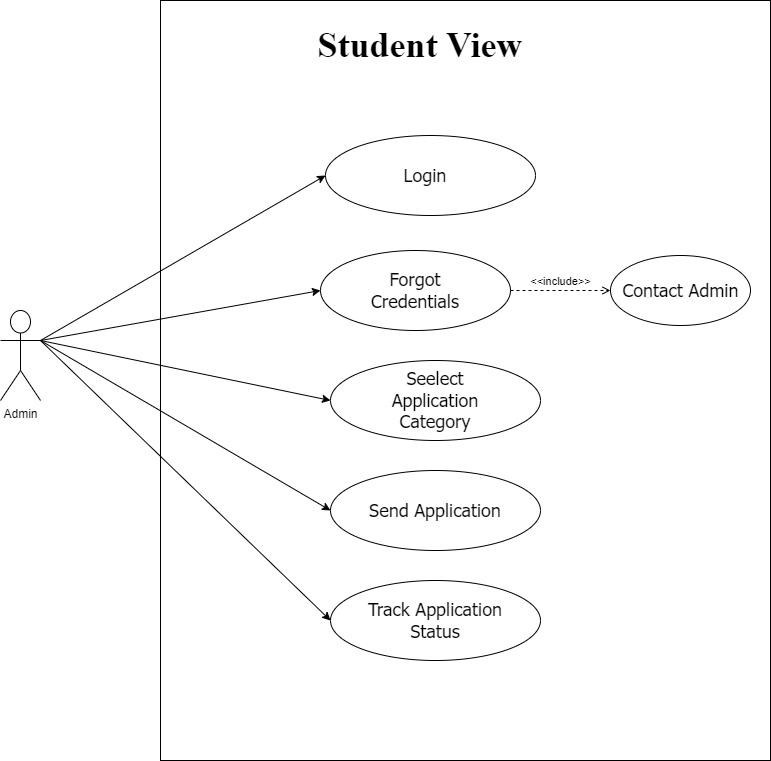 Student View
Login
Forgot
Credentials
<<include>>
Contact Admin
Seelect
Application
Category
Admin
Send Application
Track Application
Status